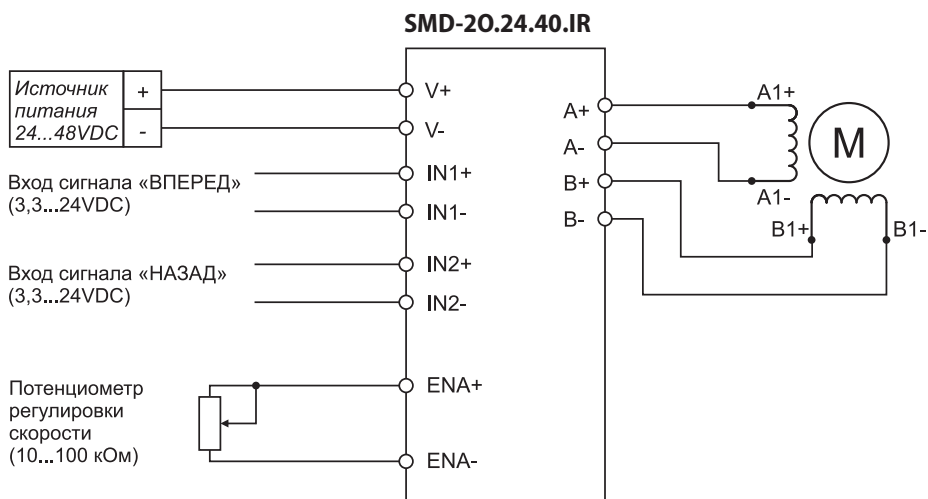 SMD-2O.24.40.IR
Источник
питания
24...48VDC
+
-
V+
V-
Вход сигнала «ВПЕРЕД»
(3,3...24VDC)
IN1+
IN1-
Вход сигнала «НАЗАД»
(3,3...24VDC)
IN2+
IN2-
Потенциометр
регулировки
скорости
(10...100 кОм)
ENA+
ENA-
A+
A-
B+
B-
A1+
A1-
M
B1+
B1-